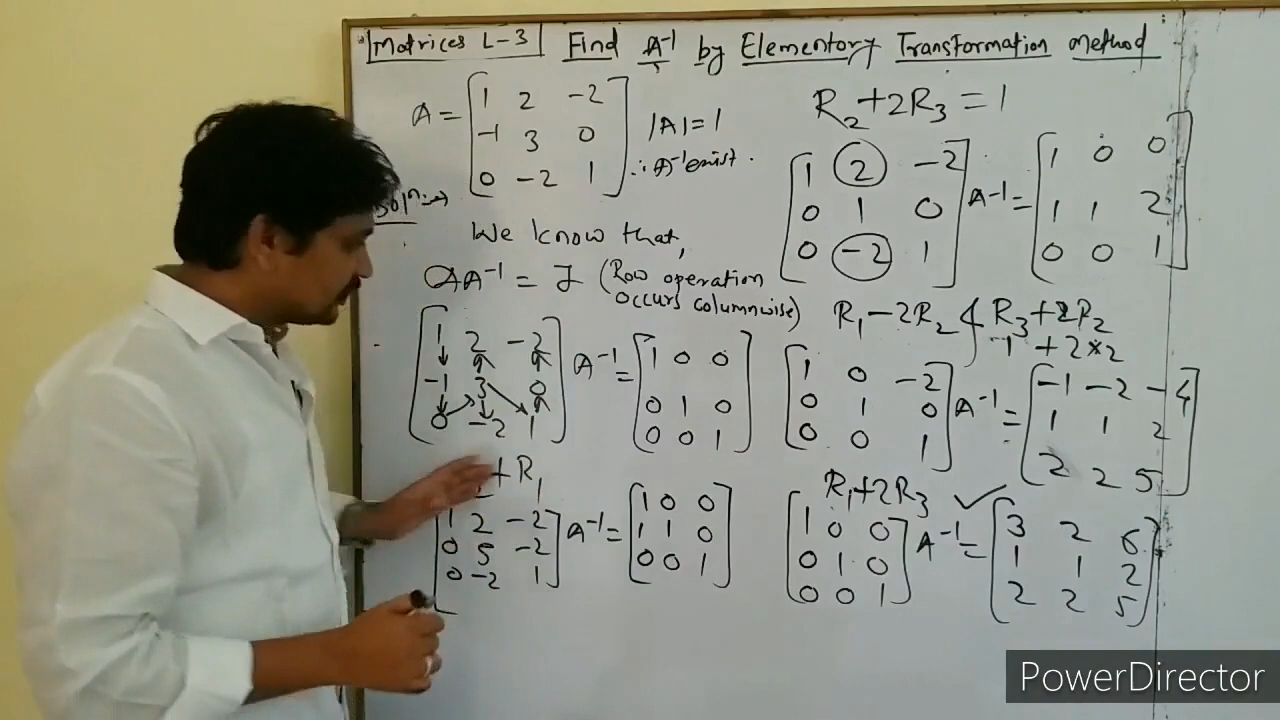 Matrices L-3 Find A⁻¹ by Elementory Transformation method
A = [1 2 -2
-1 3 0
0 -2 1]
|A| = 1
∴ A⁻¹ exist.
Solⁿ ⇒
We know that,
AA⁻¹ = I (Row operation
occurs columnwise)
[1 2 -2
-1 3 0
0 -2 1] A⁻¹ = [1 0 0
0 1 0
0 0 1]
+R₁
[1 2 -2
0 5 -2
0 -2 1] A⁻¹ = [1 0 0
1 1 0
0 0 1]
R₂+2R₃ = 1
[1 2 -2
0 1 0
0 -2 1] A⁻¹ = [1 0 0
1 1 2
0 0 1]
R₁-2R₂ & R₃+2R₂
1 + 2×2
[1 0 -2
0 1 0
0 0 1] A⁻¹ = [-1 -2 -4
1 1 2
2 2 5]
R₁+2R₃ ✓
[1 0 0
0 1 0
0 0 1] A⁻¹ = [3 2 6
1 1 2
2 2 5]
PowerDirector